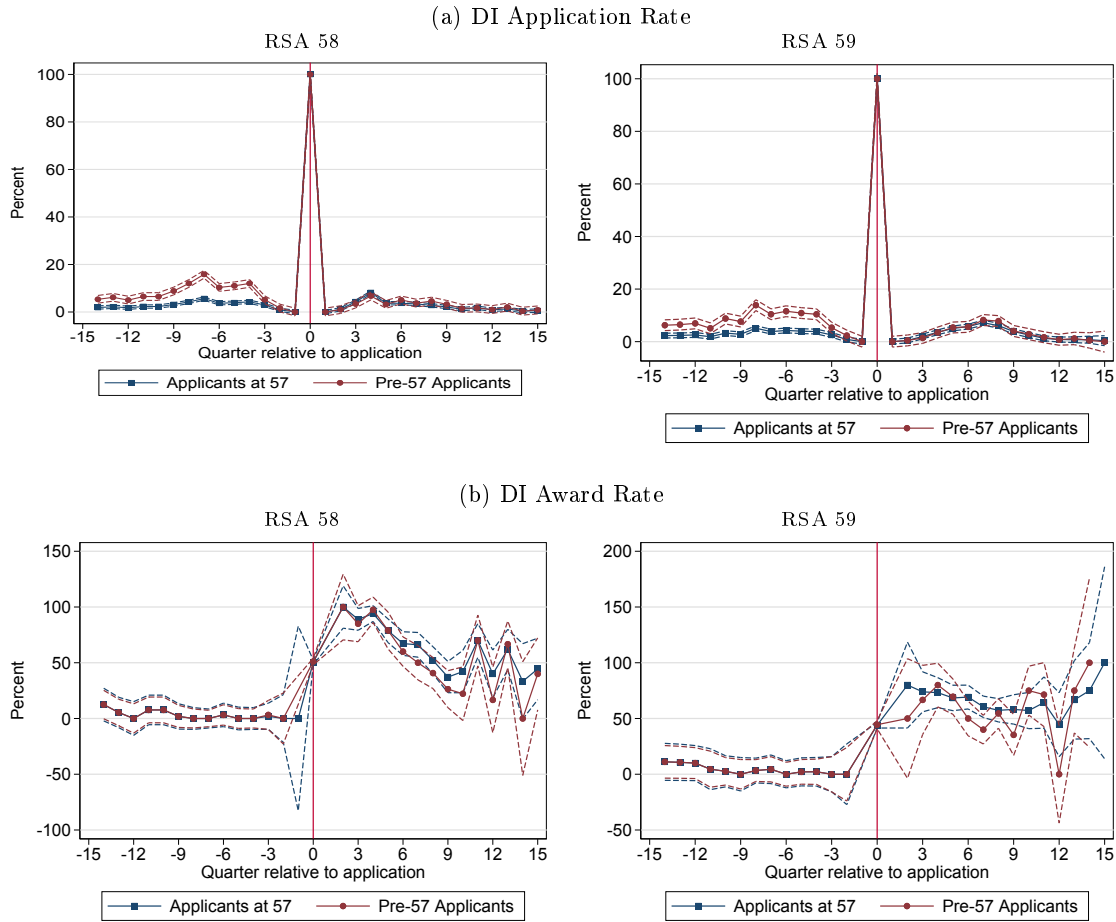 (a) DI Application Rate
RSA 58
RSA 59
100
80
60
40
20
0
Percent
-15 -12 -9 -6 -3 0 3 6 9 12 15
Quarter relative to application
Applicants at 57 Pre-57 Applicants
100
80
60
40
20
0
Percent
-15 -12 -9 -6 -3 0 3 6 9 12 15
Quarter relative to application
Applicants at 57 Pre-57 Applicants
(b) DI Award Rate
RSA 58
RSA 59
150
100
50
0
-50
-100
Percent
-15 -12 -9 -6 -3 0 3 6 9 12 15
Quarter relative to application
Applicants at 57 Pre-57 Applicants
200
150
100
50
0
-50
Percent
-15 -12 -9 -6 -3 0 3 6 9 12 15
Quarter relative to application
Applicants at 57 Pre-57 Applicants